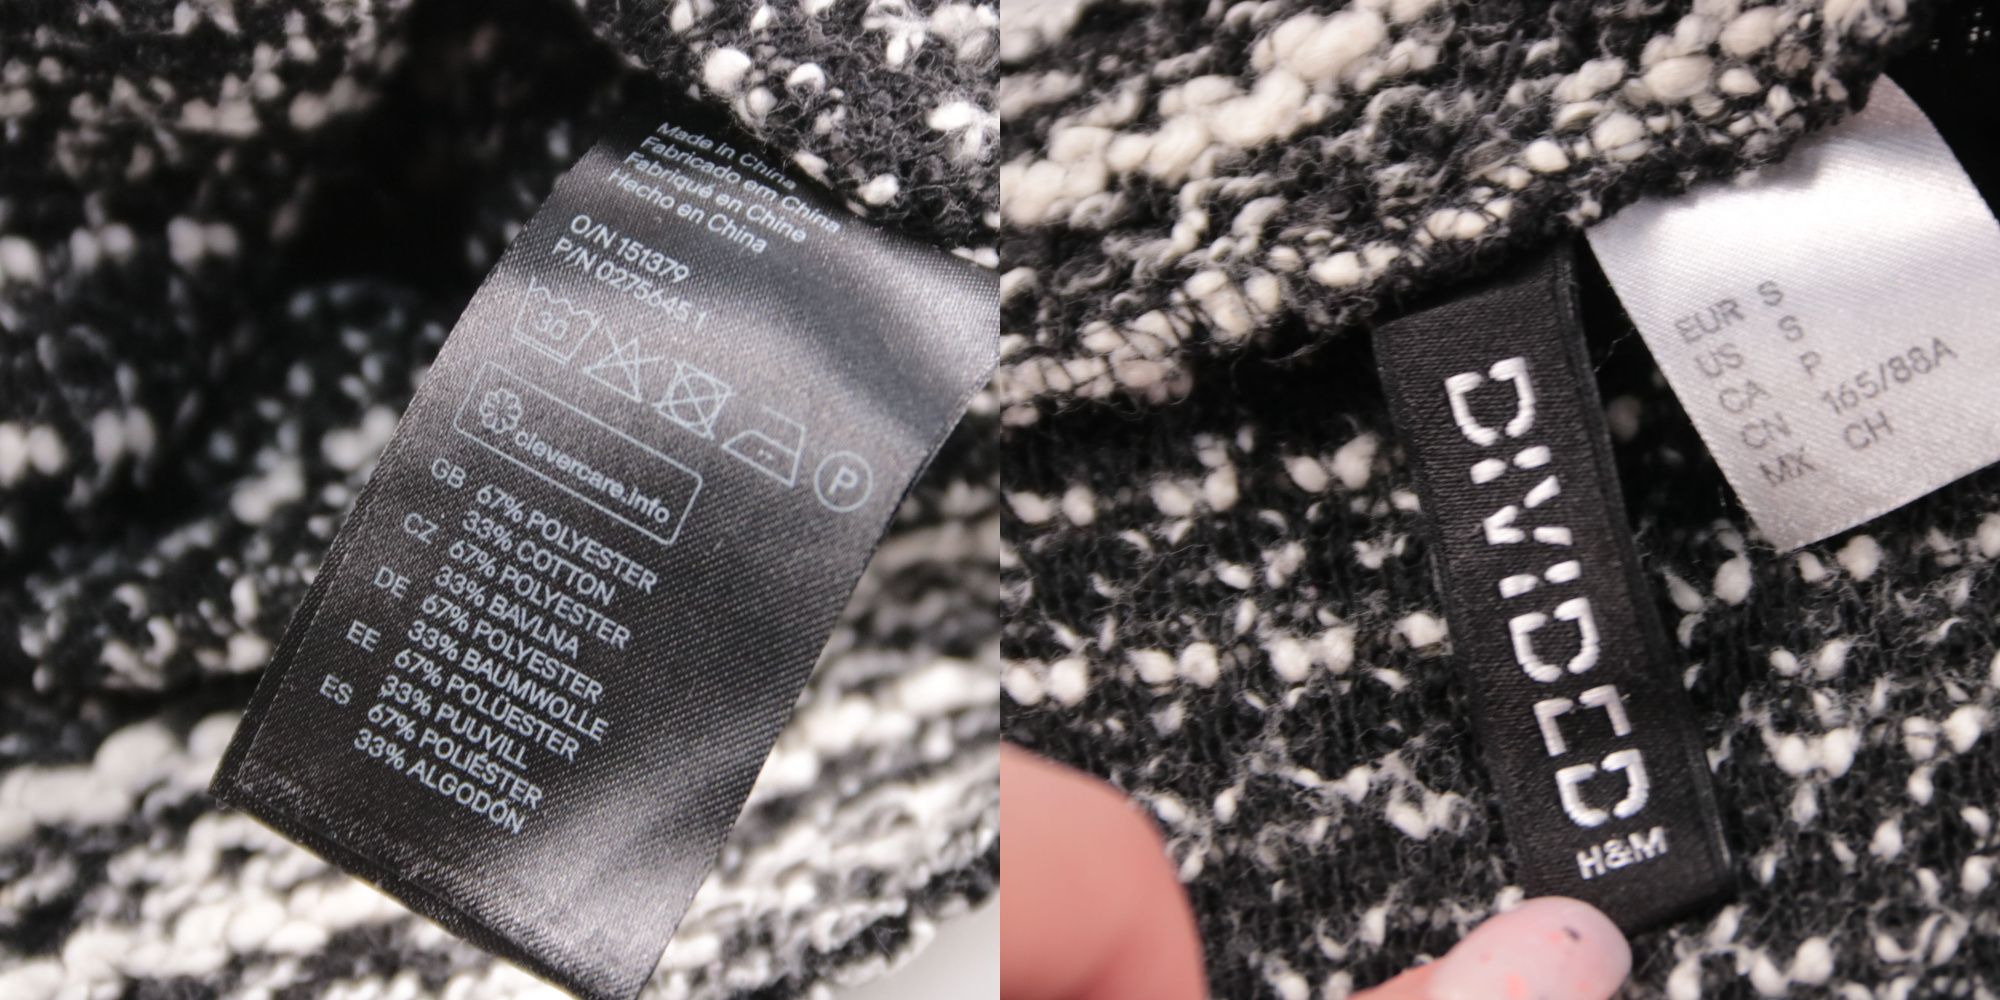 Made in China
Fabricado em China
Fabriqué en Chine
Hecho en China
O/N 151379
P/N 0275645 1
30
P
clevercare.info
GB 67% POLYESTER
33% COTTON
CZ 67% POLYESTER
33% BAVLNA
DE 67% POLYESTER
33% BAUMWOLLE
EE 67% POLÜESTER
33% PUUVILL
ES 67% POLIÉSTER
33% ALGODÓN
DIVIDED
H&M
EUR S
US S
CA P
CN 165/88A
MX CH